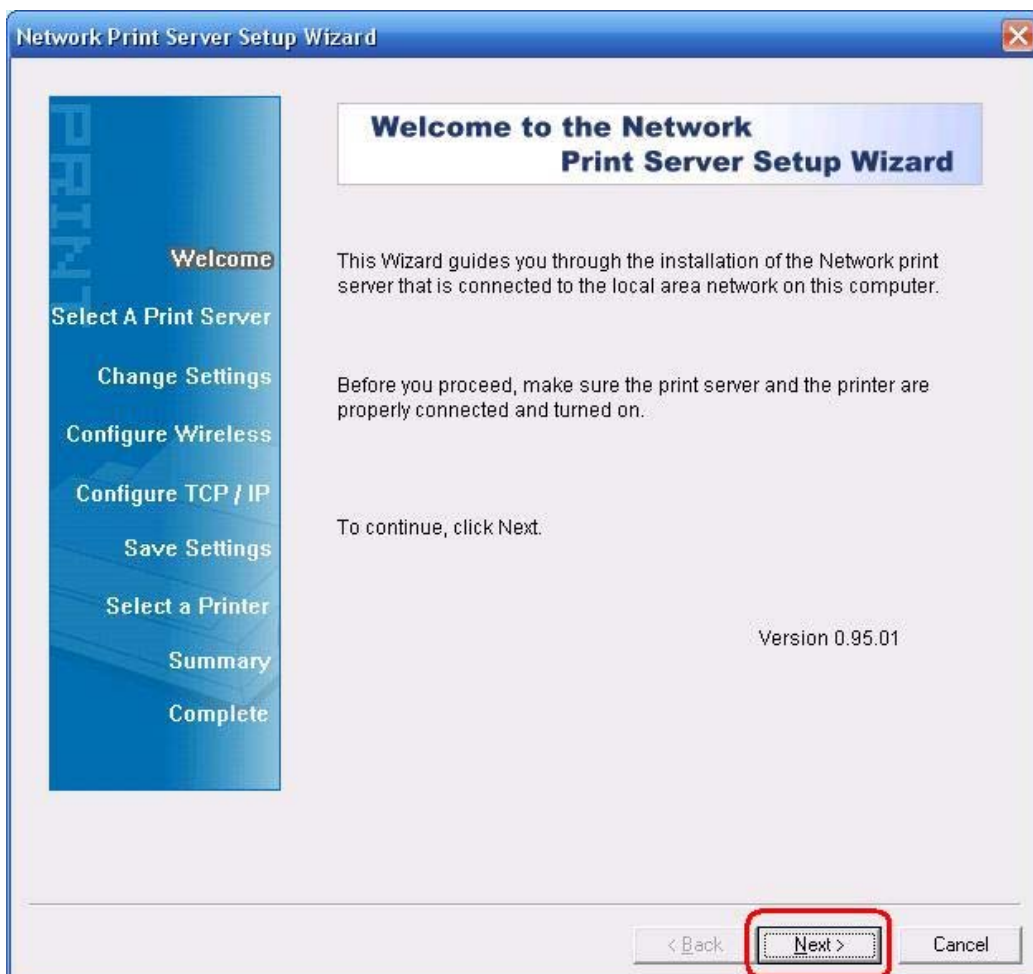 Network Print Server Setup Wizard
PRINT
Welcome
Select A Print Server
Change Settings
Configure Wireless
Configure TCP / IP
Save Settings
Select a Printer
Summary
Complete
Welcome to the Network
Print Server Setup Wizard
This Wizard guides you through the installation of the Network print
server that is connected to the local area network on this computer.
Before you proceed, make sure the print server and the printer are
properly connected and turned on.
To continue, click Next.
Version 0.95.01
< Back
Next >
Cancel